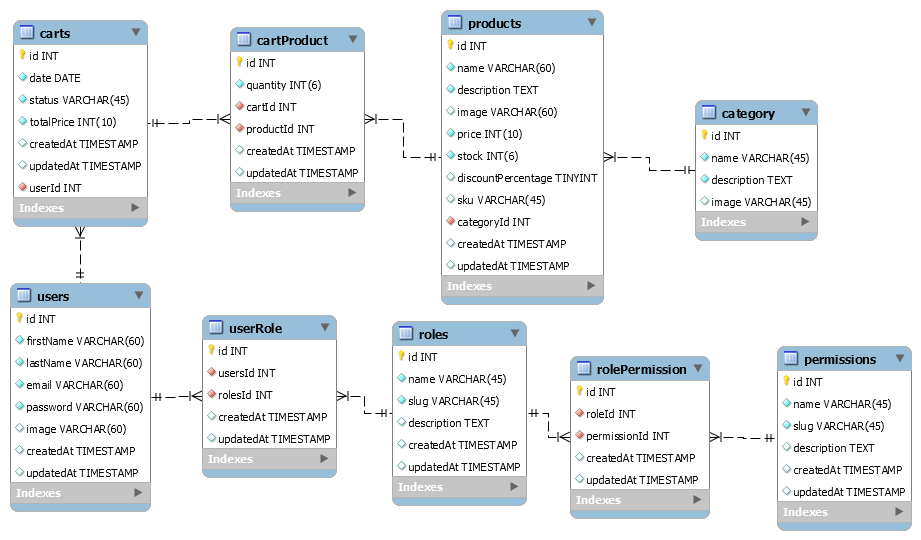 carts
id INT
date DATE
status VARCHAR(45)
totalPrice INT(10)
createdAt TIMESTAMP
updatedAt TIMESTAMP
userId INT
Indexes
cartProduct
id INT
quantity INT(6)
cartId INT
productId INT
createdAt TIMESTAMP
updatedAt TIMESTAMP
Indexes
products
id INT
name VARCHAR(60)
description TEXT
image VARCHAR(60)
price INT(10)
stock INT(6)
discountPercentage TINYINT
sku VARCHAR(45)
categoryId INT
createdAt TIMESTAMP
updatedAt TIMESTAMP
Indexes
category
id INT
name VARCHAR(45)
description TEXT
image VARCHAR(45)
Indexes
users
id INT
firstName VARCHAR(60)
lastName VARCHAR(60)
email VARCHAR(60)
password VARCHAR(60)
image VARCHAR(60)
createdAt TIMESTAMP
updatedAt TIMESTAMP
Indexes
userRole
id INT
usersId INT
rolesId INT
createdAt TIMESTAMP
updatedAt TIMESTAMP
Indexes
roles
id INT
name VARCHAR(45)
slug VARCHAR(45)
description TEXT
createdAt TIMESTAMP
updatedAt TIMESTAMP
Indexes
rolePermission
id INT
roleId INT
permissionId INT
createdAt TIMESTAMP
updatedAt TIMESTAMP
Indexes
permissions
id INT
name VARCHAR(45)
slug VARCHAR(45)
description TEXT
createdAt TIMESTAMP
updatedAt TIMESTAMP
Indexes